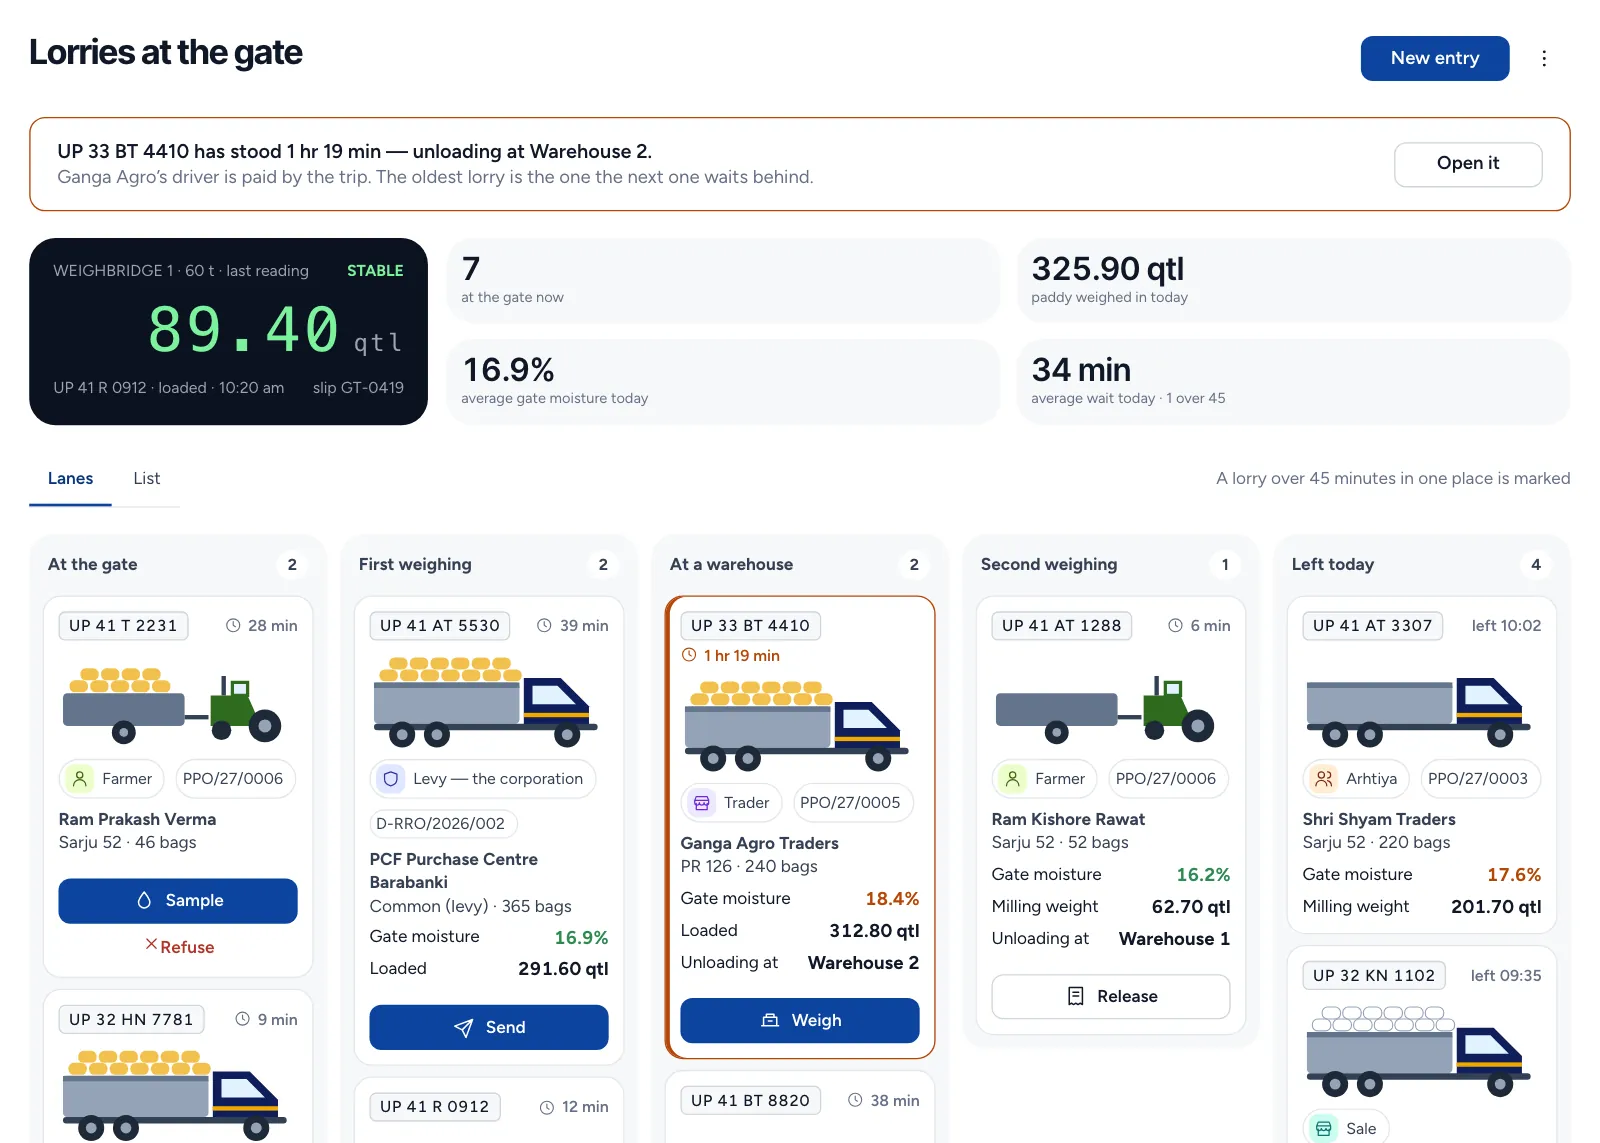 Lorries at the gate
New entry
UP 33 BT 4410 has stood 1 hr 19 min — unloading at Warehouse 2.
Ganga Agro’s driver is paid by the trip. The oldest lorry is the one the next one waits behind.
Open it
WEIGHBRIDGE 1 · 60 t · last reading STABLE
89.40 qtl
UP 41 R 0912 · loaded · 10:20 am slip GT-0419
7
at the gate now
325.90 qtl
paddy weighed in today
16.9%
average gate moisture today
34 min
average wait today · 1 over 45
Lanes List
A lorry over 45 minutes in one place is marked
At the gate 2
UP 41 T 2231 28 min
Farmer PPO/27/0006
Ram Prakash Verma
Sarju 52 · 46 bags
Sample
Refuse
UP 32 HN 7781 9 min
First weighing 2
UP 41 AT 5530 39 min
Levy — the corporation
D-RRO/2026/002
PCF Purchase Centre
Barabanki
Common (levy) · 365 bags
Gate moisture 16.9%
Loaded 291.60 qtl
Send
UP 41 R 0912 12 min
At a warehouse 2
UP 33 BT 4410
1 hr 19 min
Trader PPO/27/0005
Ganga Agro Traders
PR 126 · 240 bags
Gate moisture 18.4%
Loaded 312.80 qtl
Unloading at Warehouse 2
Weigh
UP 41 BT 8820 38 min
Second weighing 1
UP 41 AT 1288 6 min
Farmer PPO/27/0006
Ram Kishore Rawat
Sarju 52 · 52 bags
Gate moisture 16.2%
Milling weight 62.70 qtl
Unloading at Warehouse 1
Release
Left today 4
UP 41 AT 3307 left 10:02
Arhtiya PPO/27/0003
Shri Shyam Traders
Sarju 52 · 220 bags
Gate moisture 17.6%
Milling weight 201.70 qtl
UP 32 KN 1102 left 09:35
Sale